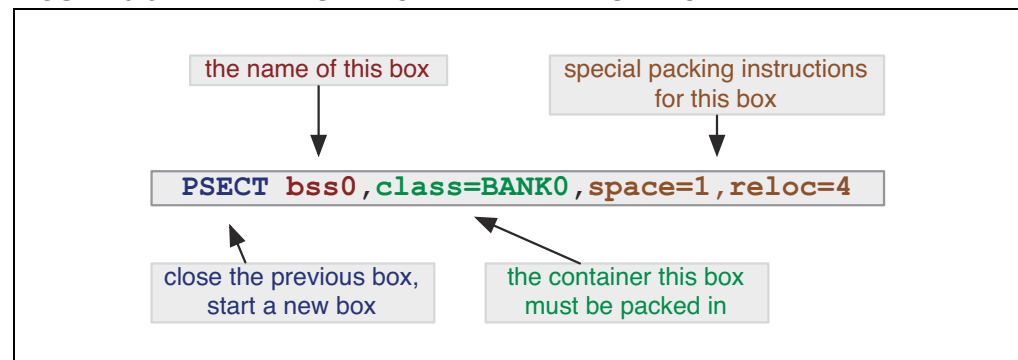 the name of this box
special packing instructions
for this box
PSECT bss0,class=BANK0,space=1,reloc=4
close the previous box,
start a new box
the container this box
must be packed in